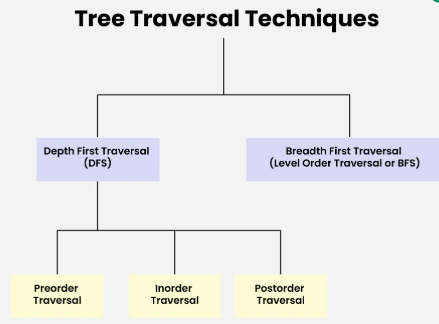 Tree Traversal Techniques
Depth First Traversal
(DFS)
Breadth First Traversal
(Level Order Traversal or BFS)
Preorder
Traversal
Inorder
Traversal
Postorder
Traversal